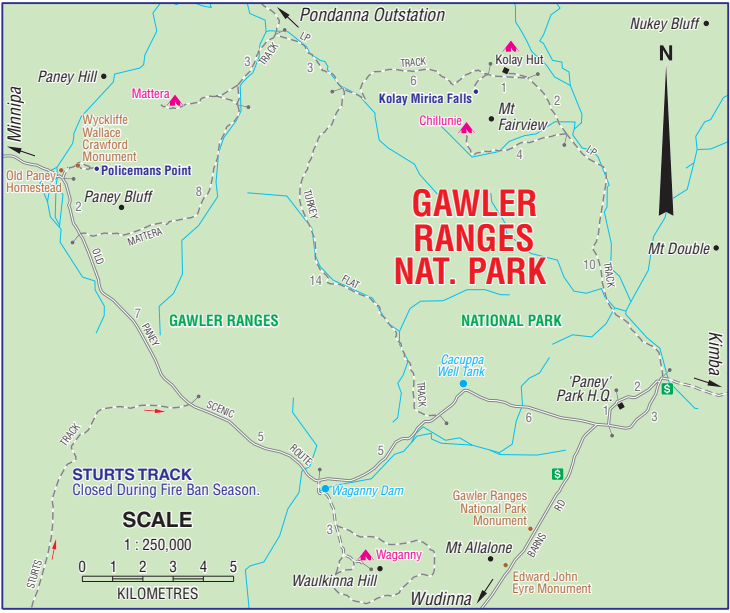 Pondanna Outstation
Nukey Bluff
LP
TRACK
3
3
TRACK
6
Kolay Hut
N
Paney Hill
Mattera
Kolay Mirica Falls
1
2
Minnipa
Wyckliffe
Wallace
Crawford
Monument
Chillunie
Mt
Fairview
LP
4
Old Paney
Homestead
Policemans Point
2
Paney Bluff
8
MATTERA
TURKEY
GAWLER
RANGES
NAT. PARK
Mt Double
OLD
14
FLAT
10
TRACK
7
PANEY
GAWLER RANGES
NATIONAL PARK
Kimba
Cacuppa
Well Tank
'Paney'
Park H.Q.
2
$
TRACK
SCENIC
6
1
3
TRACK
5
ROUTE
5
STURTS TRACK
Closed During Fire Ban Season.
$
Waganny Dam
Gawler Ranges
National Park
Monument
RD
SCALE
1 : 250,000
3
BARNS
Waganny
Mt Allalone
0 1 2 3 4 5
KILOMETRES
STURTS
Waulkinna Hill
Edward John
Eyre Monument
Wudinna